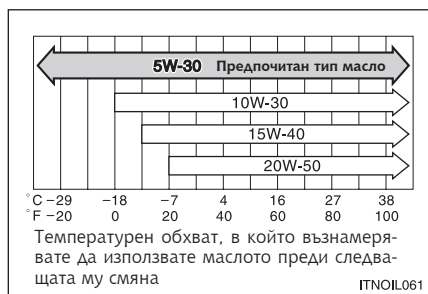 5W-30 Предпочитан тип масло
10W-30
15W-40
20W-50
°C -29 -18 -7 4 16 27 38
°F -20 0 20 40 60 80 100
Температурен обхват, в който възнамеря-
вате да използвате маслото преди следва-
щата му смяна
ITNOIL061